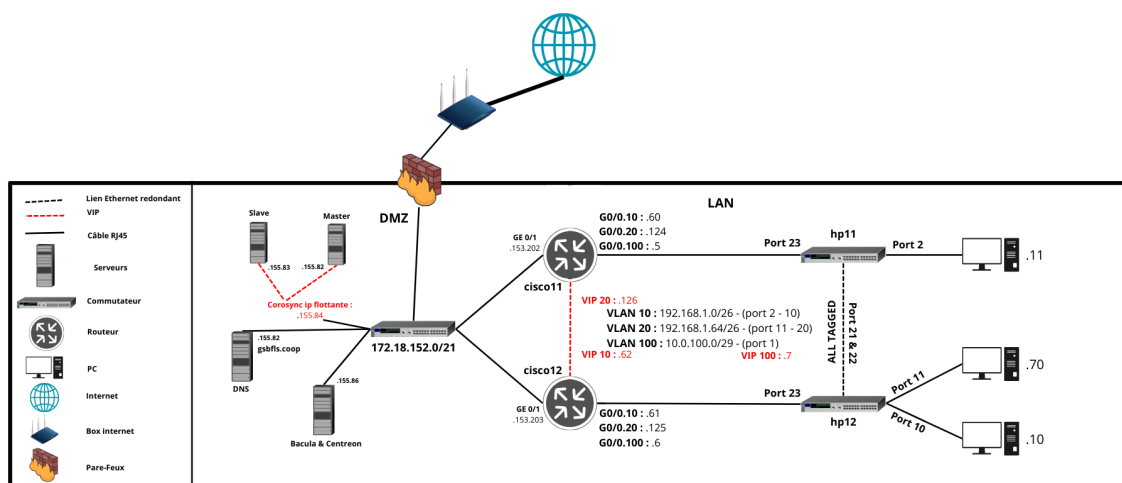 Lien Ethernet redondant
VIP
Câble RJ45
Serveurs
Commutateur
Routeur
PC
Internet
Box internet
Pare-Feux
DMZ
LAN
Slave
Master
.155.83
.155.82
Corosync ip flottante :
.155.84
.155.82
gsbfls.coop
DNS
.155.86
Bacula & Centreon
172.18.152.0/21
GE 0/1
.153.202
cisco11
G0/0.10 : .60
G0/0.20 : .124
G0/0.100 : .5
VIP 20 : .126
VLAN 10 : 192.168.1.0/26 - (port 2 - 10)
VLAN 20 : 192.168.1.64/26 - (port 11 - 20)
VLAN 100 : 10.0.100.0/29 - (port 1)
VIP 10 : .62
VIP 100 : .7
cisco12
GE 0/1
.153.203
G0/0.10 : .61
G0/0.20 : .125
G0/0.100 : .6
Port 23
hp11
Port 2
.11
ALL TAGGED
Port 21 & 22
Port 23
hp12
Port 11
.70
Port 10
.10